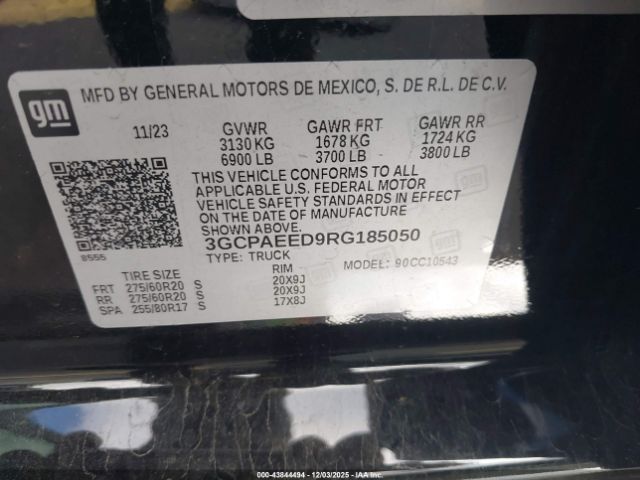 gm
MFD BY GENERAL MOTORS DE MEXICO, S. DE R.L. DE C.V.
11/23 GVWR GAWR FRT GAWR RR
3130 KG 1678 KG 1724 KG
6900 LB 3700 LB 3800 LB
THIS VEHICLE CONFORMS TO ALL
APPLICABLE U.S. FEDERAL MOTOR
VEHICLE SAFETY STANDARDS IN EFFECT
ON THE DATE OF MANUFACTURE.
3GCPAEED9RG185050
8555
TYPE: TRUCK MODEL: 90CC10543
TIRE SIZE RIM
FRT 275/60R20 S 20X9J
RR 275/60R20 S 20X9J
SPA 255/80R17 S 17X8J
000-43844494 - 12/03/2025 - IAA Inc.